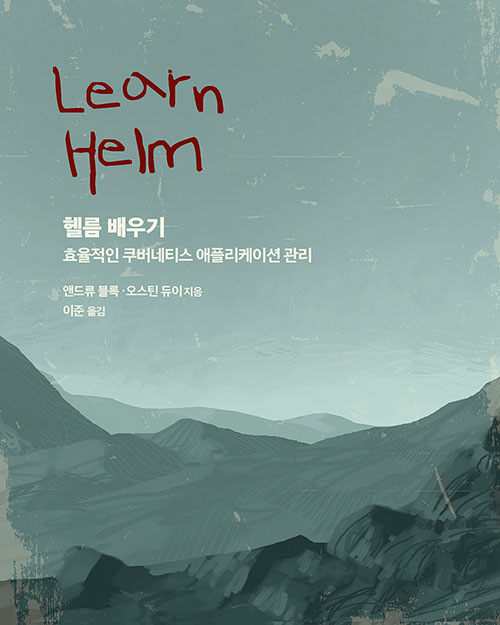 Learn
Helm
헬름 배우기
효율적인 쿠버네티스 애플리케이션 관리
앤드류 블록 · 오스틴 듀이 지음
이준 옮김